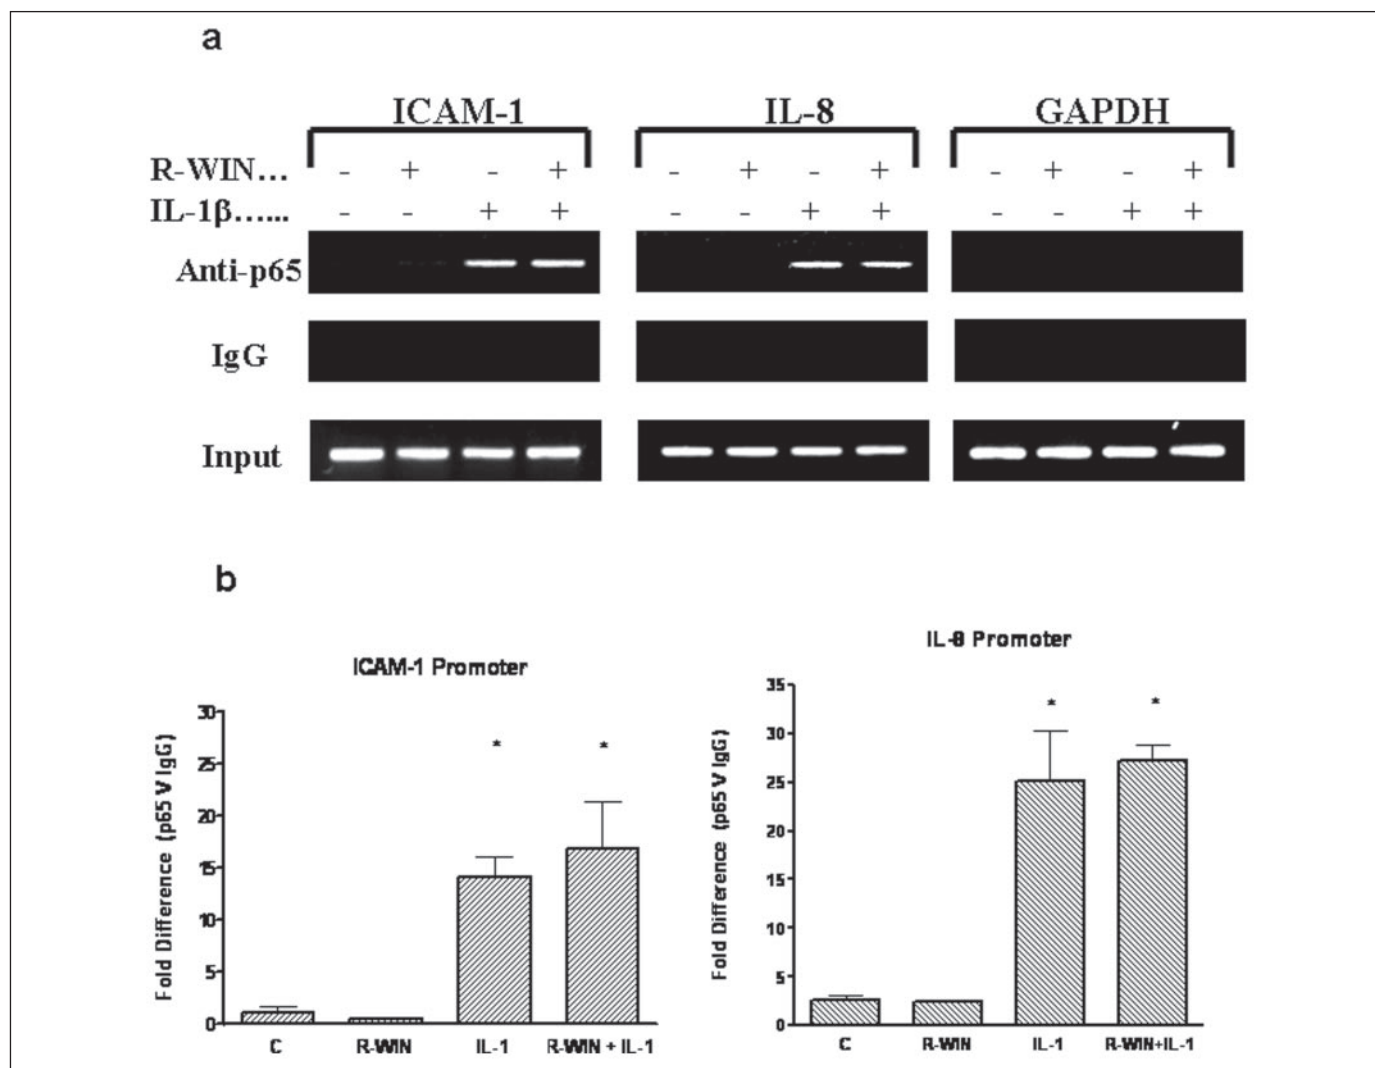 a
ICAM-1 IL-8 GAPDH
R-WIN... - + - + - + - + - + - +
IL-1β...... - - + + - - + + - - + +
Anti-p65
IgG
Input
b
ICAM-1 Promoter
Fold Difference (p65 V IgG)
30
25
20
15
10
5
0
C R-WIN IL-1 R-WIN + IL-1
* *
IL-8 Promoter
Fold Difference (p65 V IgG)
35
30
25
20
15
10
5
0
C R-WIN IL-1 R-WIN+IL-1
* *